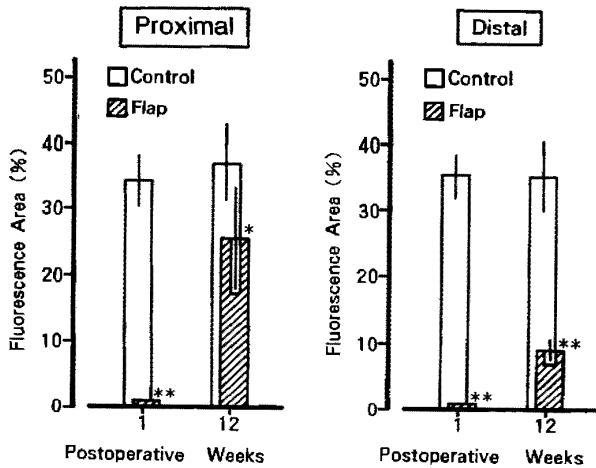 Proximal
Control
Flap
Fluorescence Area (%)
50
40
30
20
10
0
**
*
1
12
Postoperative Weeks
Distal
Control
Flap
Fluorescence Area (%)
50
40
30
20
10
0
**
**
1
12
Postoperative Weeks